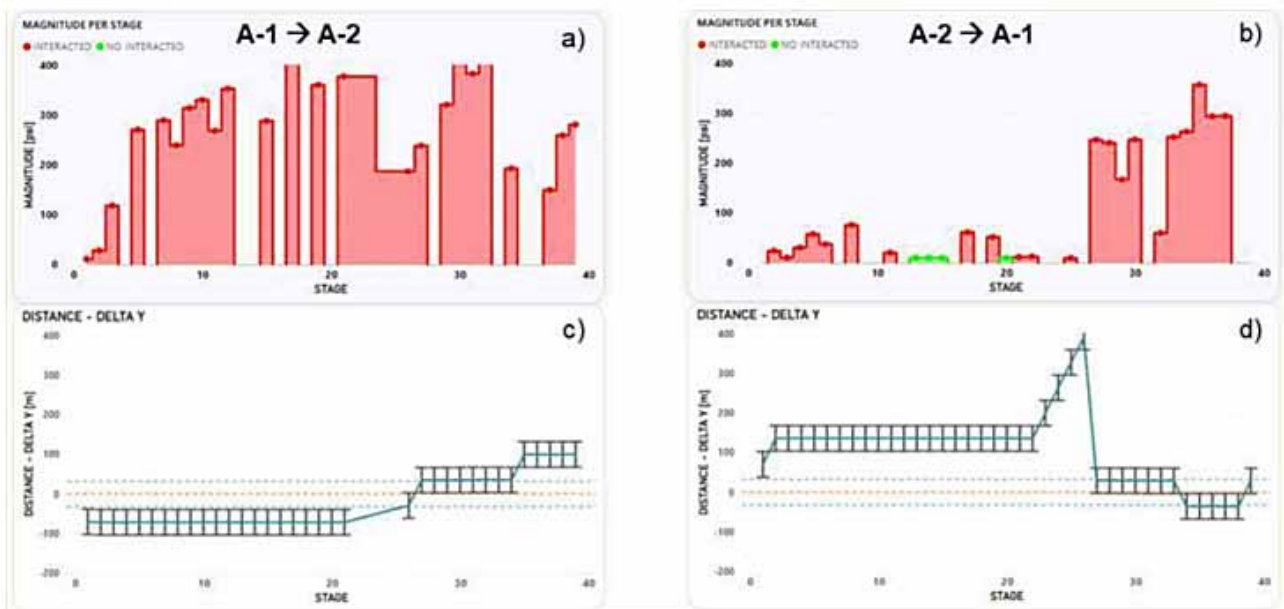 MAGNITUDE PER STAGE
A-1 → A-2
a)
INTERACTED NO INTERACTED
400
300
200
100
0
MAGNITUDE [psi]
0 10 20 30 40
STAGE
MAGNITUDE PER STAGE
A-2 → A-1
b)
INTERACTED NO INTERACTED
400
300
200
100
0
MAGNITUDE [psi]
0 10 20 30 40
STAGE
DISTANCE - DELTA Y
c)
400
300
200
100
0
-100
-200
DISTANCE - DELTA Y [m]
0 10 20 30 40
STAGE
DISTANCE - DELTA Y
d)
400
300
200
100
0
-100
-200
DISTANCE - DELTA Y [m]
0 10 20 30 40
STAGE